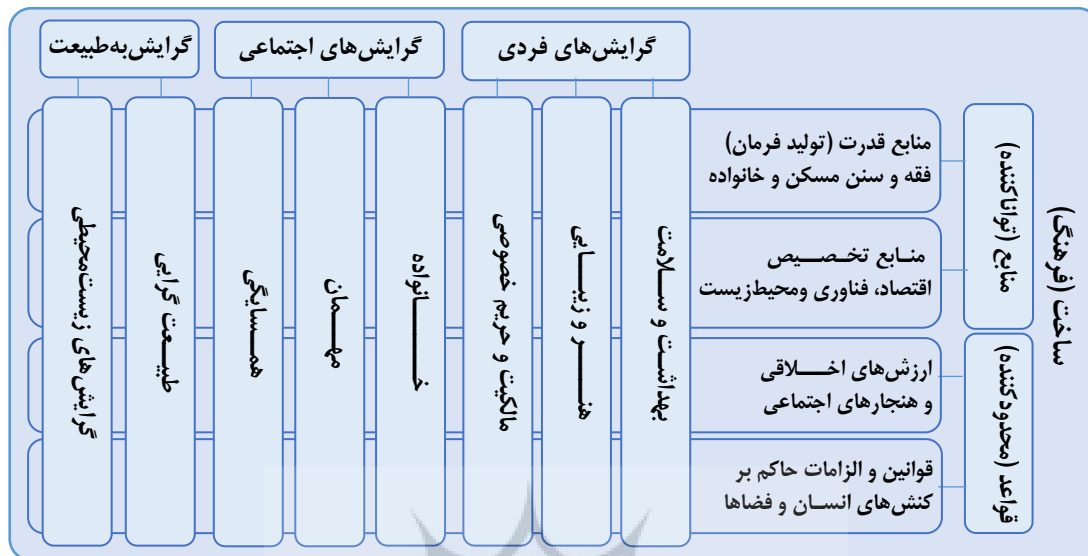 ساخت (فرهنگ)
منابع (تواناکننده)
قواعد (محدودکننده)
منابع قدرت (تولید فرمان)
فقه و سنن مسکن و خانواده
منابع تخصیص
اقتصاد، فناوری ومحیط‌زیست
ارزش‌های اخلاقی
و هنجارهای اجتماعی
قوانین و الزامات حاکم بر
کنش‌های انسان و فضاها
گرایش‌های فردی
بهداشت و سلامت
هنر و زیبایی
مالکیت و حریم خصوصی
گرایش‌های اجتماعی
خانواده
مهمان
همسایگی
گرایش‌به‌طبیعت
طبیعت گرایی
گرایش‌های زیست‌محیطی